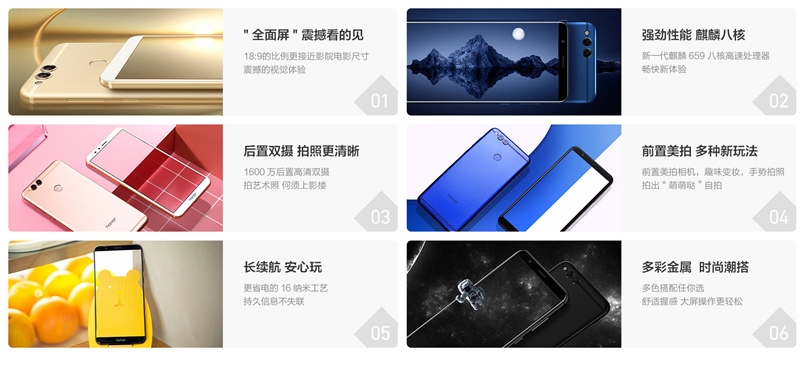 " 全面屏 " 震撼看的见
18:9的比例更接近影院电影尺寸
震撼的视觉体验
01
强劲性能 麒麟八核
新一代麒麟 659 八核高速处理器
畅快新体验
02
后置双摄 拍照更清晰
1600 万后置高清双摄
拍艺术照 何须上影楼
03
honor
honor
前置美拍 多种新玩法
前置美拍相机，趣味变妆，手势拍照
拍出 “ 萌萌哒 ” 自拍
04
honor
长续航 安心玩
更省电的 16 纳米工艺
持久信息不失联
05
honor
多彩金属 时尚潮搭
多色搭配任你选
舒适握感 大屏操作更轻松
06